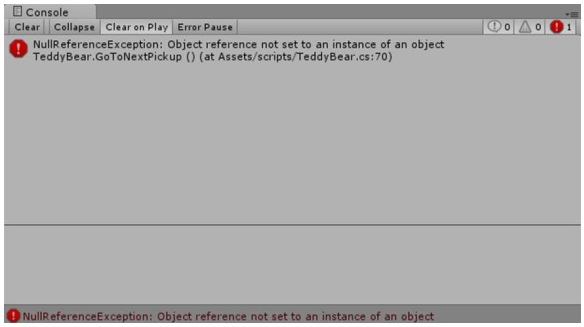 Console
Clear Collapse Clear on Play Error Pause 0 0 1
NullReferenceException: Object reference not set to an instance of an object
TeddyBear.GoToNextPickup () (at Assets/scripts/TeddyBear.cs:70)
NullReferenceException: Object reference not set to an instance of an object